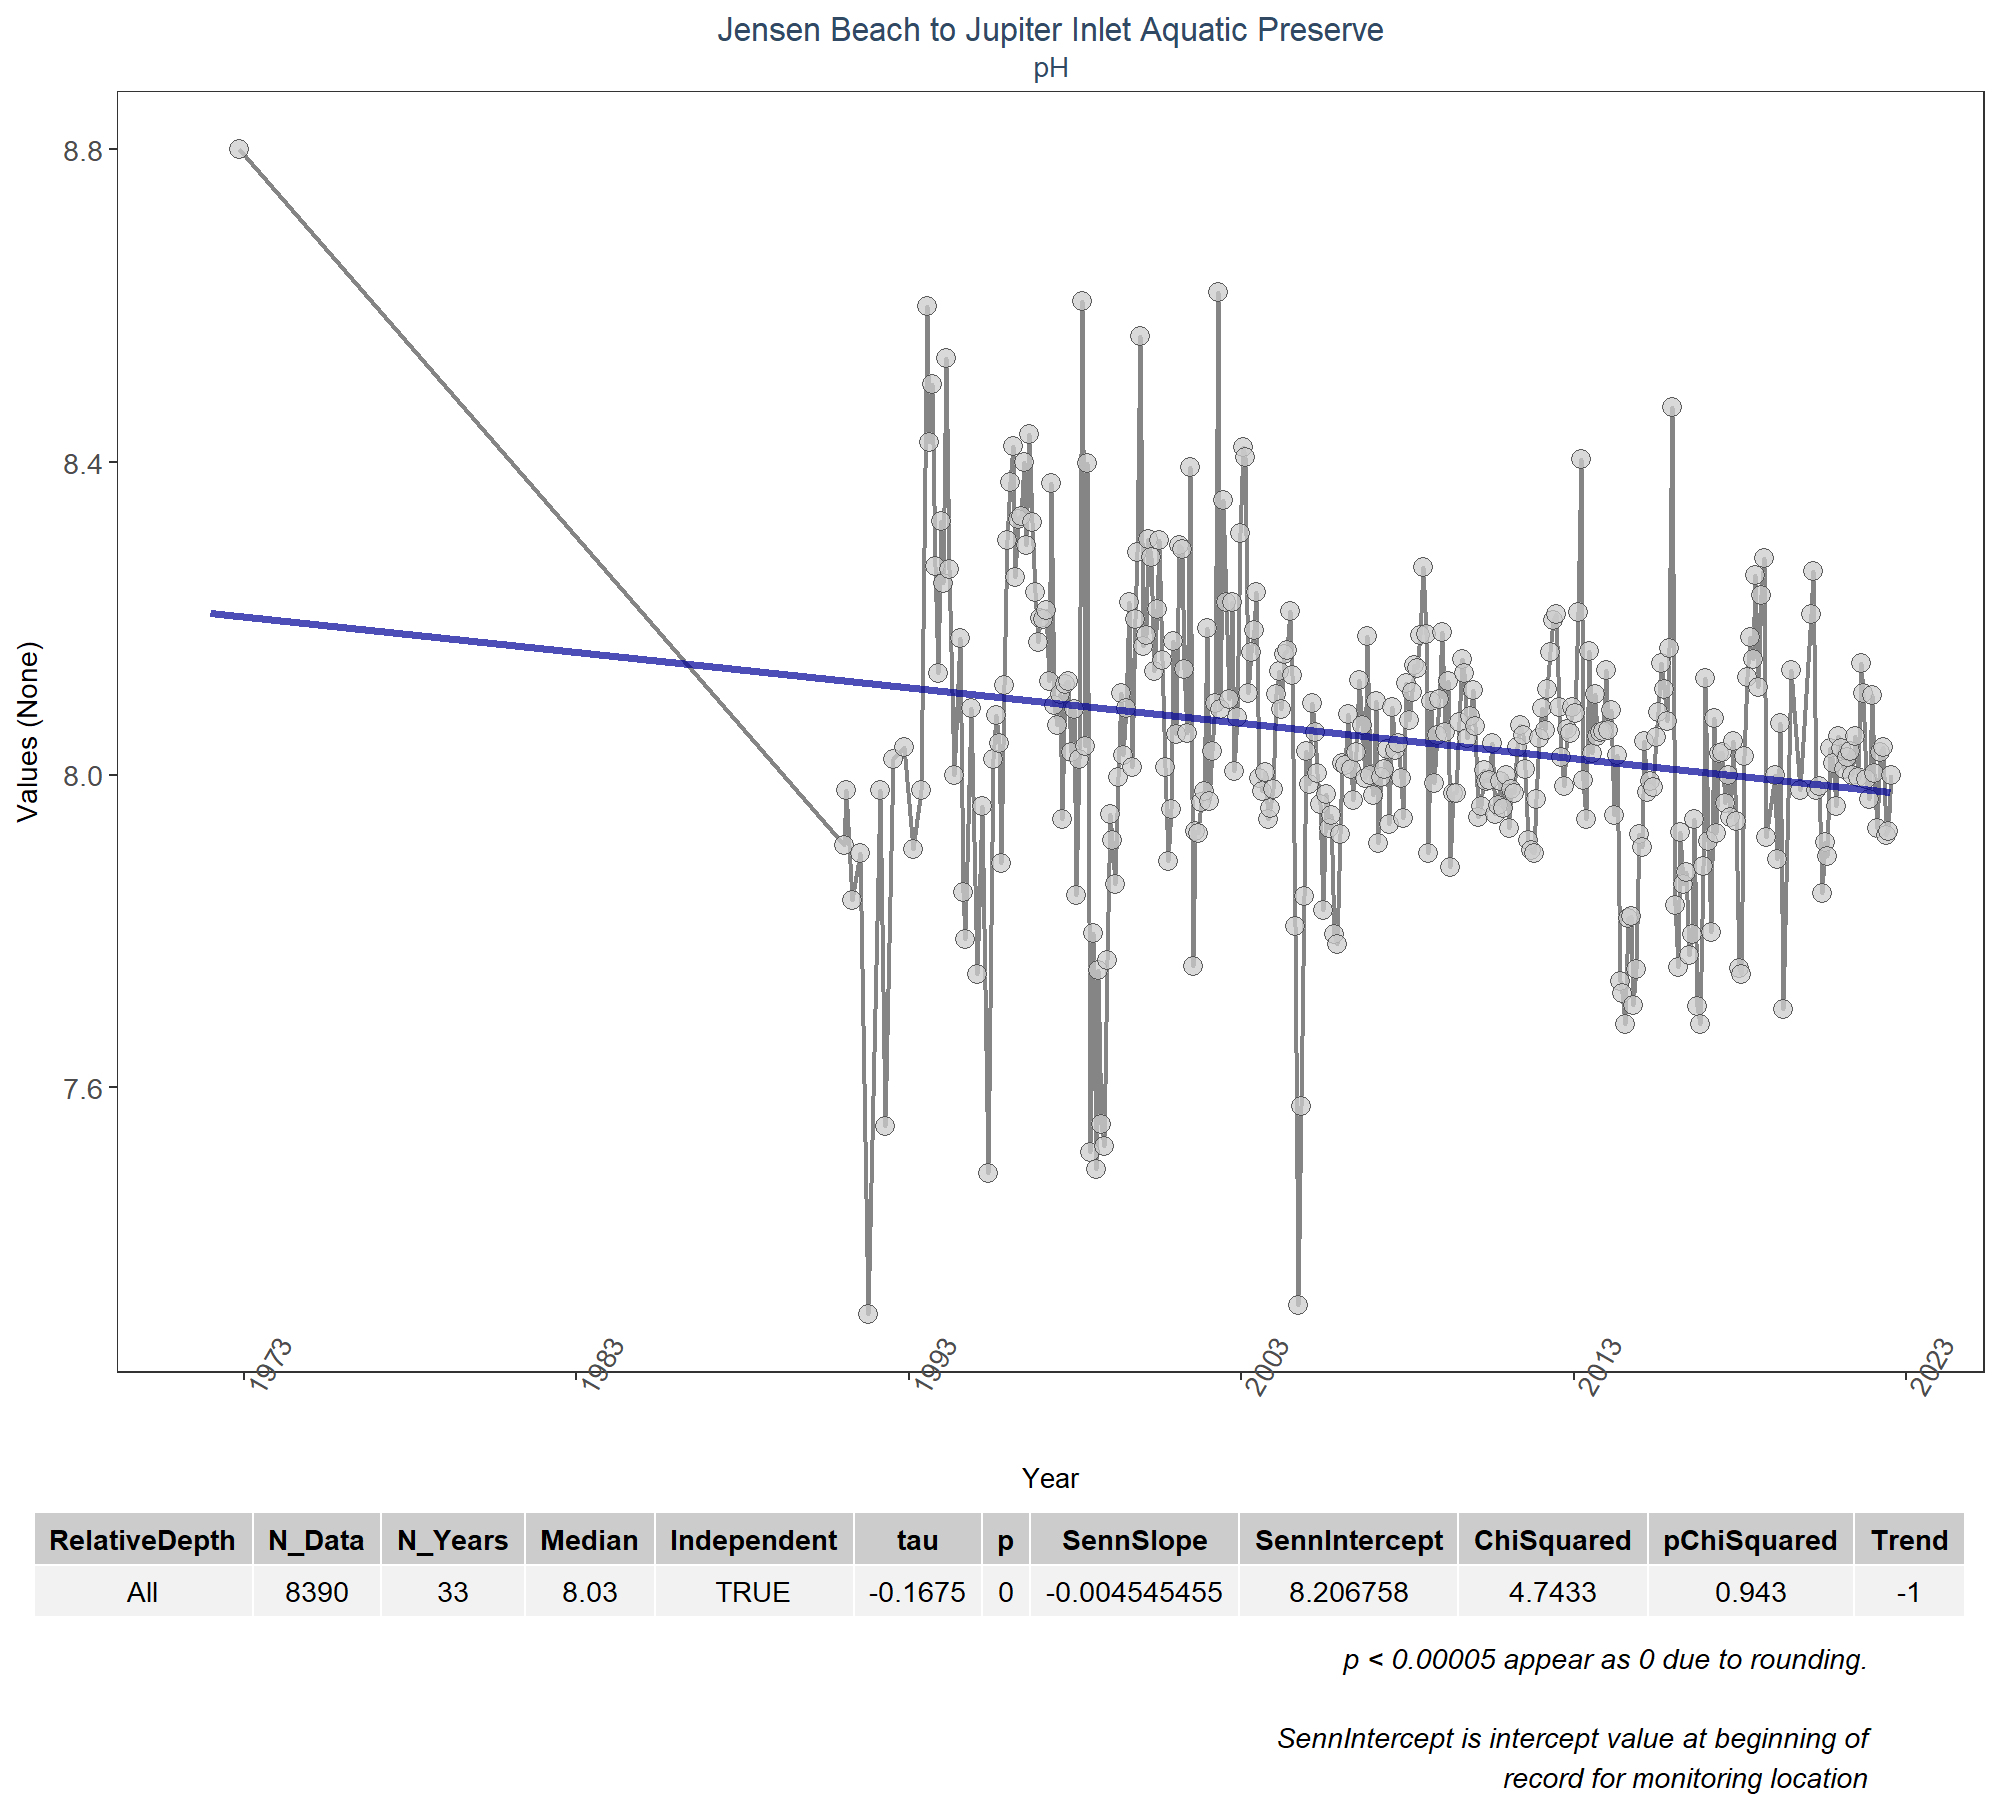 Jensen Beach to Jupiter Inlet Aquatic Preserve
pH
Values (None)
8.8
8.4
8.0
7.6
1973 1983 1993 2003 2013 2023
Year
RelativeDepth N_Data N_Years Median Independent tau p SennSlope SennIntercept ChiSquared pChiSquared Trend
All 8390 33 8.03 TRUE -0.1675 0 -0.004545455 8.206758 4.7433 0.943 -1
p < 0.00005 appear as 0 due to rounding.
SennIntercept is intercept value at beginning of
record for monitoring location